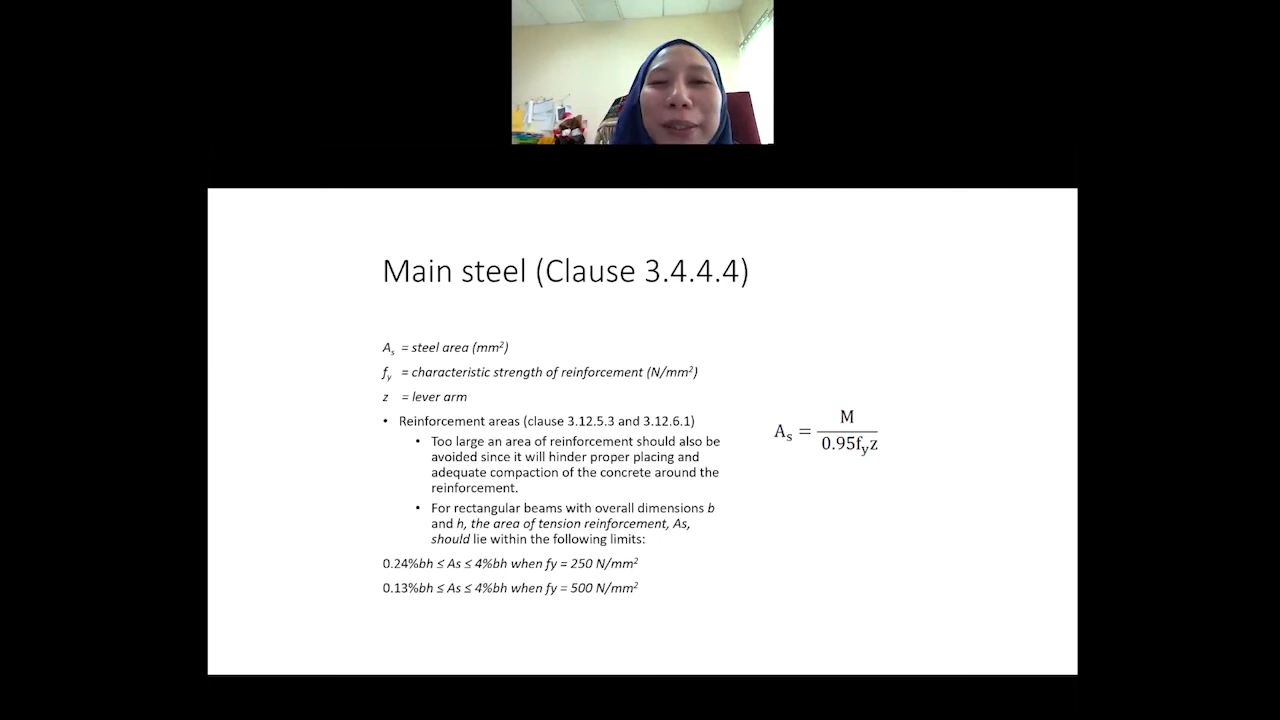 Main steel (Clause 3.4.4.4)
Aₛ = steel area (mm²)
f_y = characteristic strength of reinforcement (N/mm²)
z = lever arm
• Reinforcement areas (clause 3.12.5.3 and 3.12.6.1)
• Too large an area of reinforcement should also be
avoided since it will hinder proper placing and
adequate compaction of the concrete around the
reinforcement.
• For rectangular beams with overall dimensions b
and h, the area of tension reinforcement, As,
should lie within the following limits:
0.24%bh ≤ As ≤ 4%bh when fy = 250 N/mm²
0.13%bh ≤ As ≤ 4%bh when fy = 500 N/mm²
Aₛ = M / 0.95f_yz